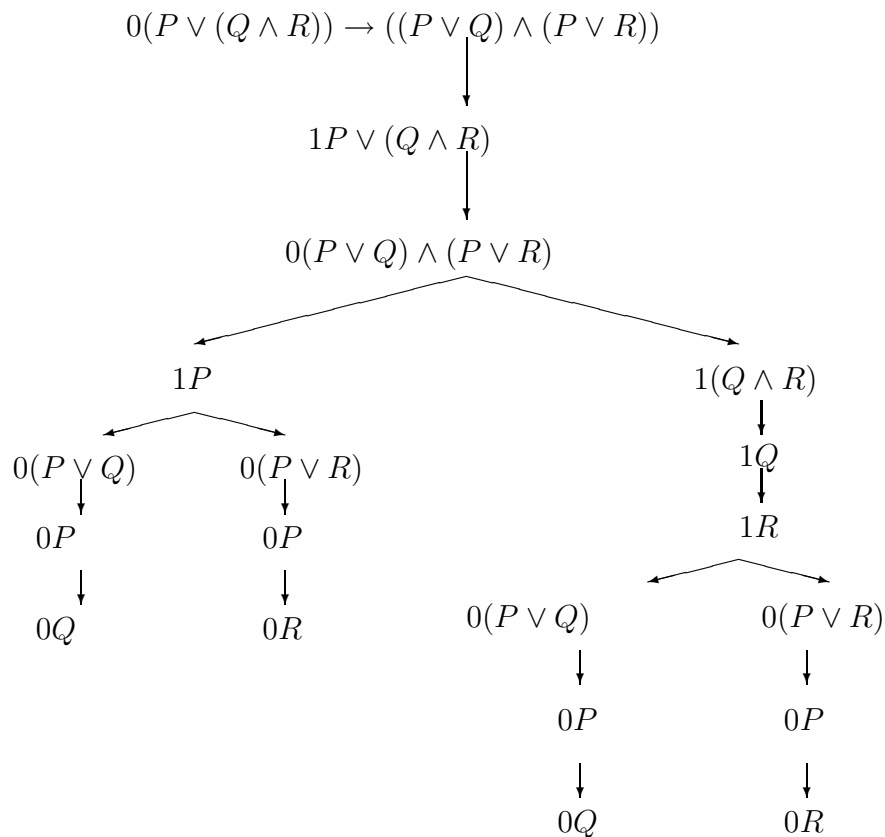 0(P ∨ (Q ∧ R)) → ((P ∨ Q) ∧ (P ∨ R))
1P ∨ (Q ∧ R)
0(P ∨ Q) ∧ (P ∨ R)
1P 1(Q ∧ R)
0(P ∨ Q) 0(P ∨ R) 1Q
0P 0P 1R
0Q 0R 0(P ∨ Q) 0(P ∨ R)
0P 0P
0Q 0R